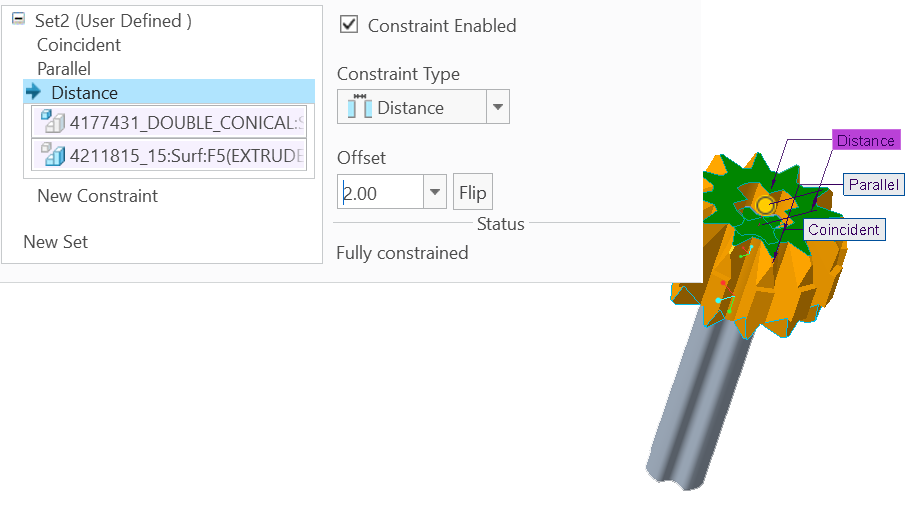 Set2 (User Defined )
Coincident
Parallel
Distance
4177431_DOUBLE_CONICAL:S
4211815_15:Surf:F5(EXTRUDE
New Constraint
New Set
Constraint Enabled
Constraint Type
Distance
Offset
2.00
Flip
Status
Fully constrained
Distance
Parallel
Coincident